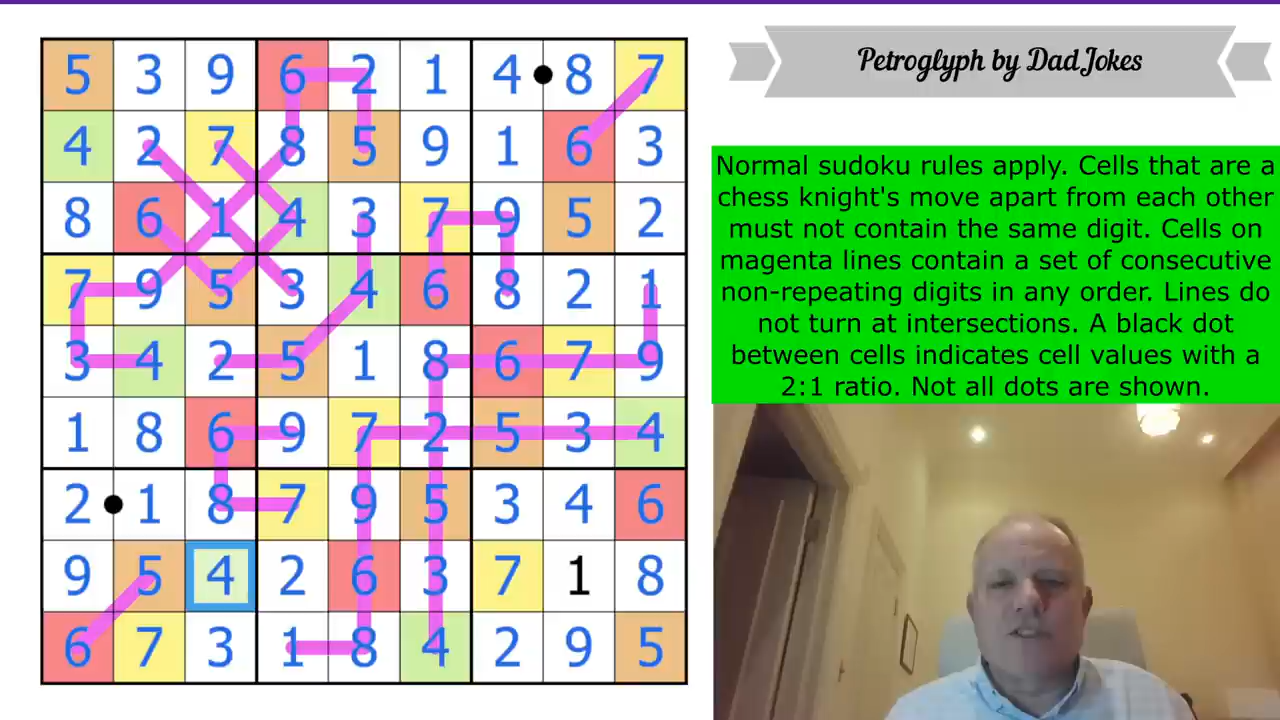 Petroglyph by DadJokes
Normal sudoku rules apply. Cells that are a
chess knight's move apart from each other
must not contain the same digit. Cells on
magenta lines contain a set of consecutive
non-repeating digits in any order. Lines do
not turn at intersections. A black dot
between cells indicates cell values with a
2:1 ratio. Not all dots are shown.
5 3 9 6 2 1 4 8 7
4 2 7 8 5 9 1 6 3
8 6 1 4 3 7 9 5 2
7 9 5 3 4 6 8 2 1
3 4 2 5 1 8 6 7 9
1 8 6 9 7 2 5 3 4
2 1 8 7 9 5 3 4 6
9 5 4 2 6 3 7 1 8
6 7 3 1 8 4 2 9 5